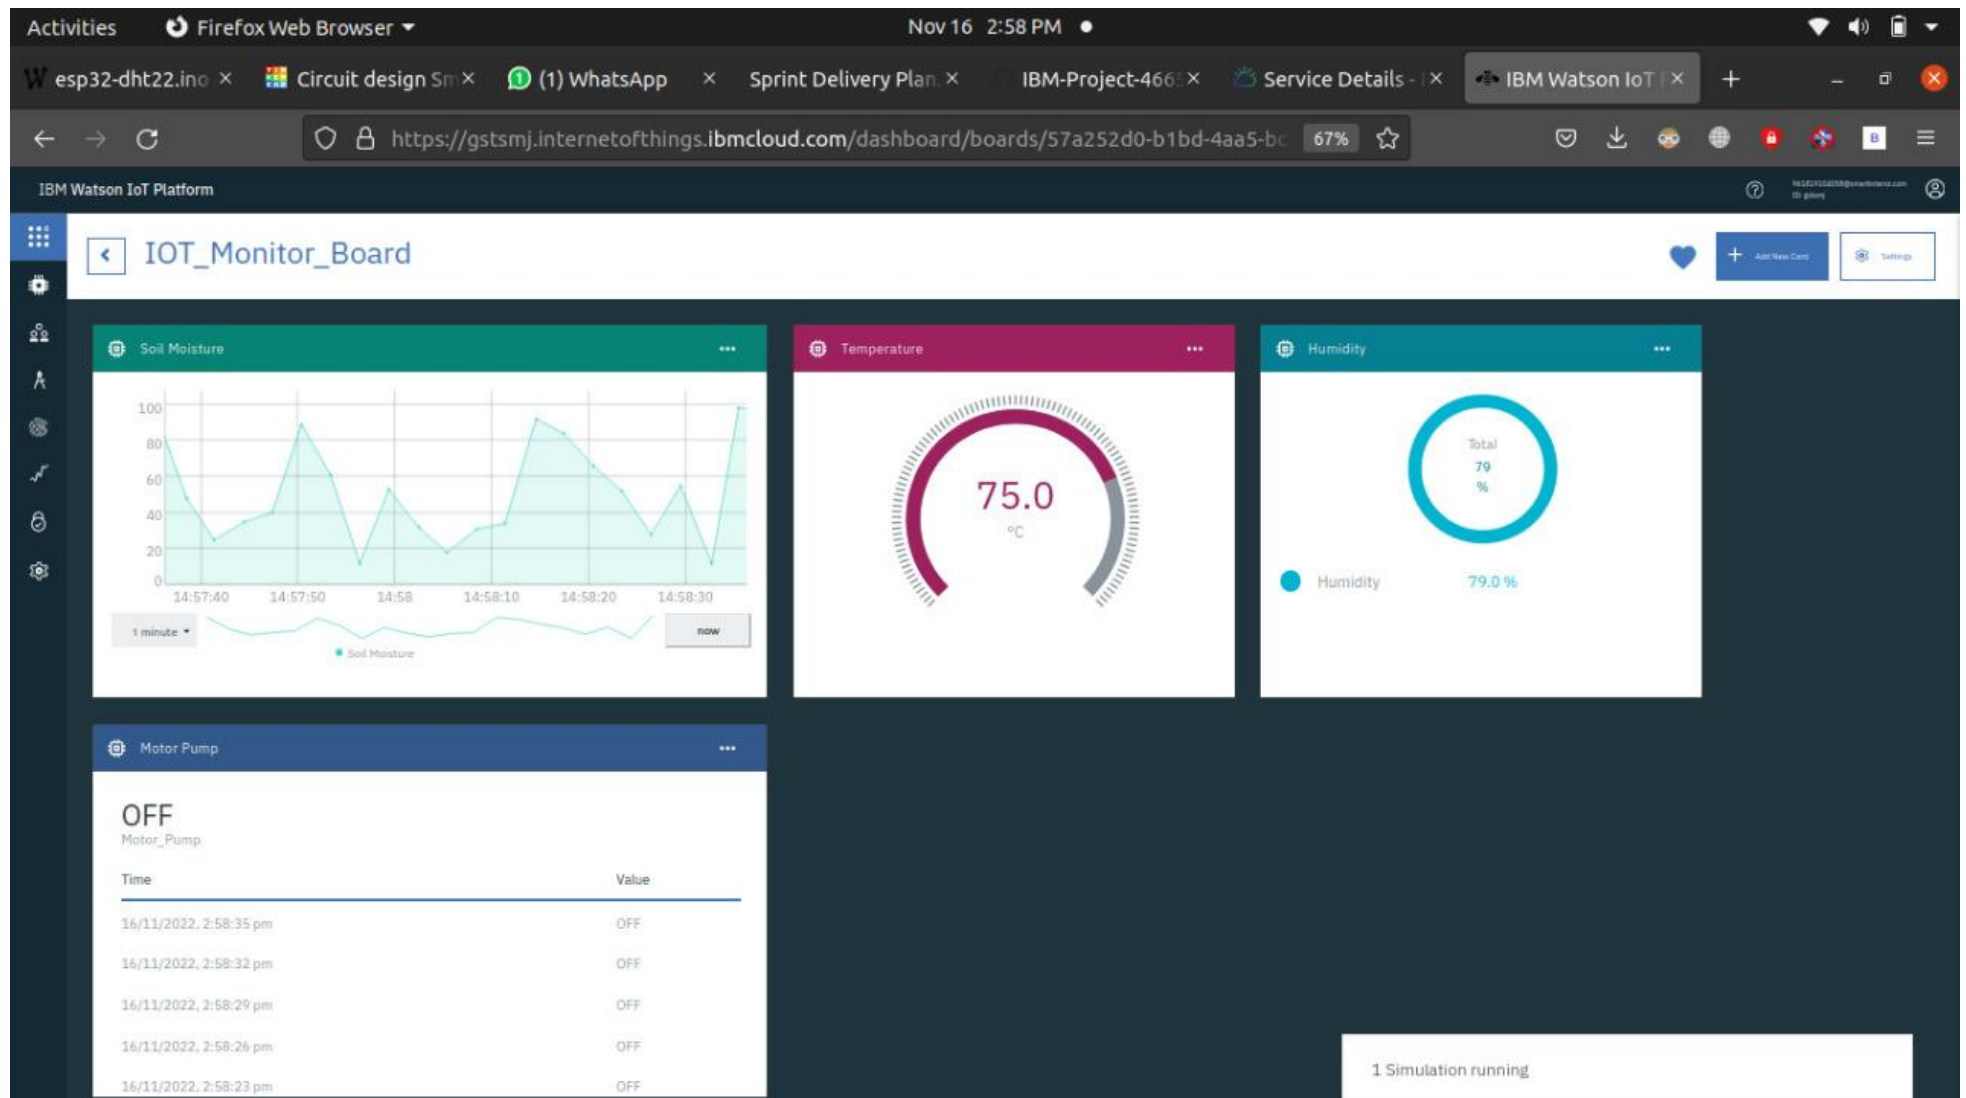 Activities Firefox Web Browser Nov 16 2:58 PM
esp32-dht22.ino Circuit design Sm (1) WhatsApp Sprint Delivery Plan. IBM-Project-4665 Service Details - IBM Watson IoT P
https://gstsmj.internetofthings.ibmcloud.com/dashboard/boards/57a252d0-b1bd-4aa5-bc 67% B
IBM Watson IoT Platform
IOT_Monitor_Board
Add New Card Settings
Soil Moisture
100
80
60
40
20
0
14:57:40 14:57:50 14:58 14:58:10 14:58:20 14:58:30
1 minute now
Soil Moisture
Temperature
75.0
°C
Humidity
Total
79
%
Humidity 79.0 %
Motor Pump
OFF
Motor_Pump
Time Value
16/11/2022, 2:58:35 pm OFF
16/11/2022, 2:58:32 pm OFF
16/11/2022, 2:58:29 pm OFF
16/11/2022, 2:58:26 pm OFF
16/11/2022, 2:58:23 pm OFF
1 Simulation running